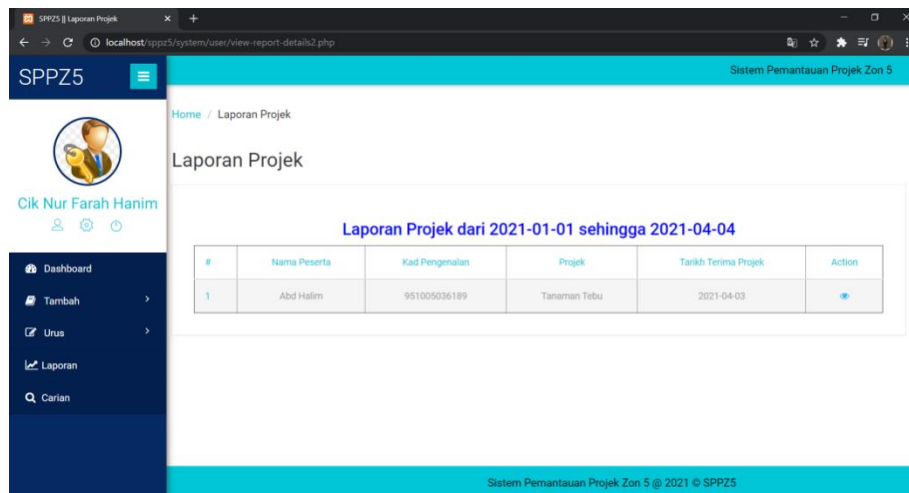 SPPZ5 || Laporan Projek
localhost/sppz5/system/user/view-report-details2.php
SPPZ5
Sistem Pemantauan Projek Zon 5
Home / Laporan Projek
Laporan Projek
Cik Nur Farah Hanim
Dashboard
Tambah
Urus
Laporan
Carian
Laporan Projek dari 2021-01-01 sehingga 2021-04-04
# Nama Peserta Kad Pengenalan Projek Tarikh Terima Projek Action
1 Abd Halim 951005036189 Tanaman Tebu 2021-04-03
Sistem Pemantauan Projek Zon 5 @ 2021 © SPPZ5